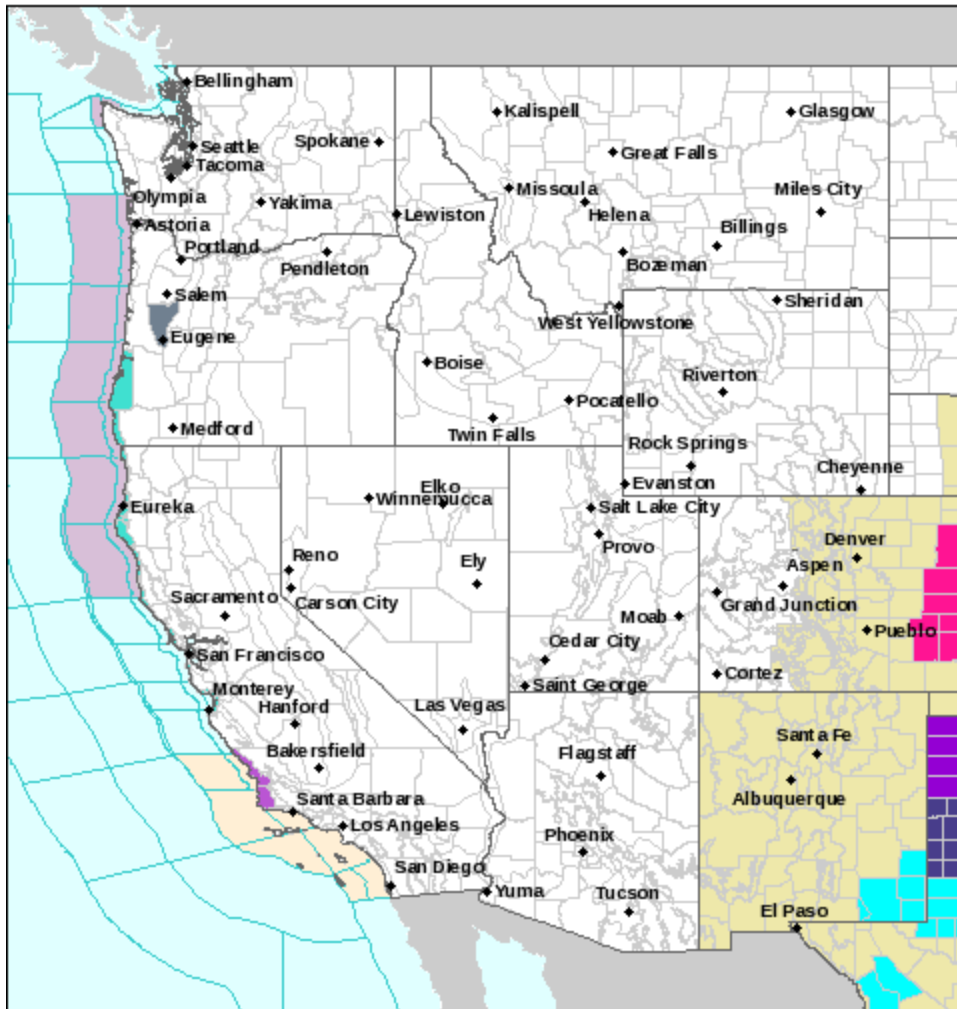 Bellingham
Kalispell
Glasgow
Spokane
Seattle
Great Falls
Tacoma
Missoula
Miles City
Olympia
Yakima
Helena
Lewiston
Astoria
Billings
Portland
Pendleton
Bozeman
Salem
Sheridan
West Yellowstone
Eugene
Boise
Riverton
Pocatello
Medford
Twin Falls
Rock Springs
Cheyenne
Evanston
Elko
Winnemucca
Eureka
Salt Lake City
Denver
Provo
Reno
Ely
Aspen
Sacramento
Carson City
Grand Junction
Moab
Pueblo
Cedar City
San Francisco
Cortez
Saint George
Monterey
Hanford
Las Vegas
Santa Fe
Bakersfield
Flagstaff
Santa Barbara
Albuquerque
Los Angeles
Phoenix
San Diego
Yuma
Tucson
El Paso